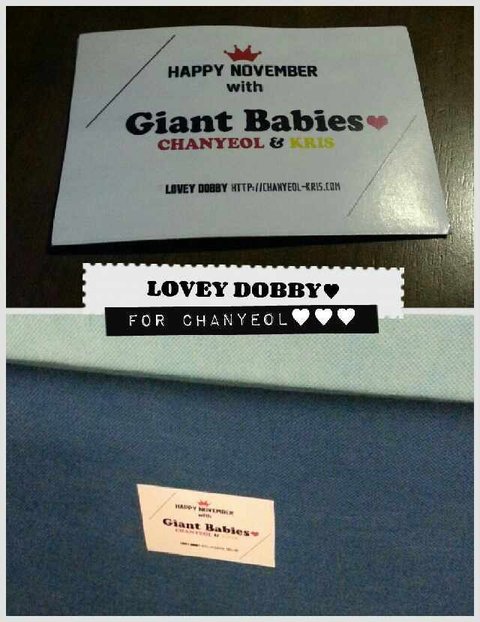 HAPPY NOVEMBER
with
Giant Babies
CHANYEOL & KRIS
LOVEY DOBBY HTTP://CHANYEOL-KRIS.COM
LOVEY DOBBY♥
FOR CHANYEOL♥♥♥
HAPPY NOVEMBER
with
Giant Babies
CHANYEOL &